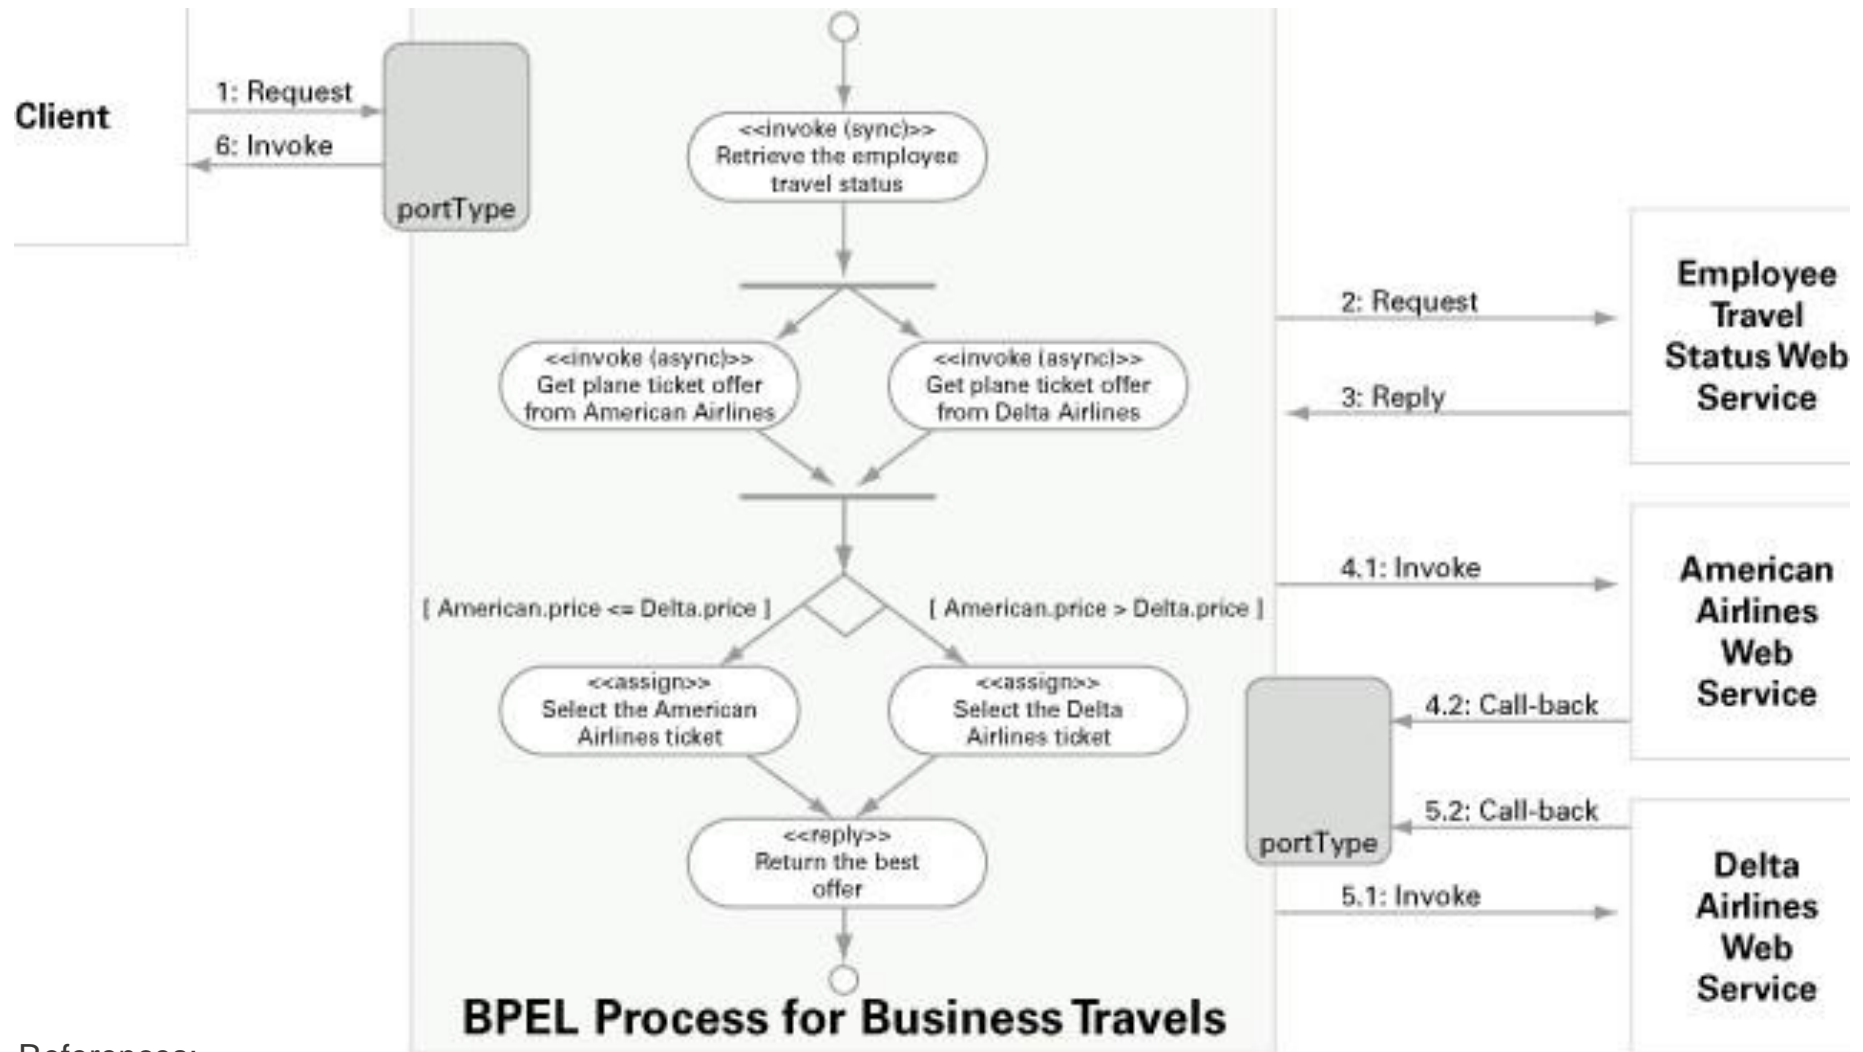 Client
1: Request
6: Invoke
portType
<<invoke (sync)>>
Retrieve the employee
travel status
<<invoke (async)>>
Get plane ticket offer
from American Airlines
<<invoke (async)>>
Get plane ticket offer
from Delta Airlines
[ American.price <= Delta.price ]
[ American.price > Delta.price ]
<<assign>>
Select the American
Airlines ticket
<<assign>>
Select the Delta
Airlines ticket
<<reply>>
Return the best
offer
BPEL Process for Business Travels
2: Request
3: Reply
Employee
Travel
Status Web
Service
4.1: Invoke
4.2: Call-back
American
Airlines
Web
Service
portType
5.2: Call-back
5.1: Invoke
Delta
Airlines
Web
Service
References: